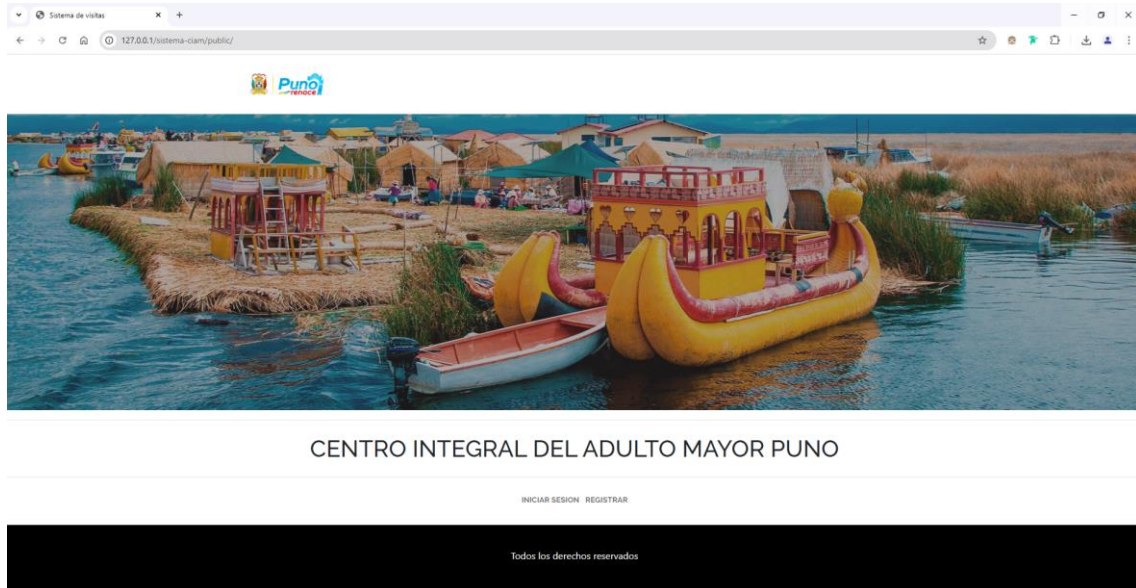 Sistema de visitas
127.0.0.1/sistema-ciam/public/
Puno
renace
CENTRO INTEGRAL DEL ADULTO MAYOR PUNO
INICIAR SESION REGISTRAR
Todos los derechos reservados